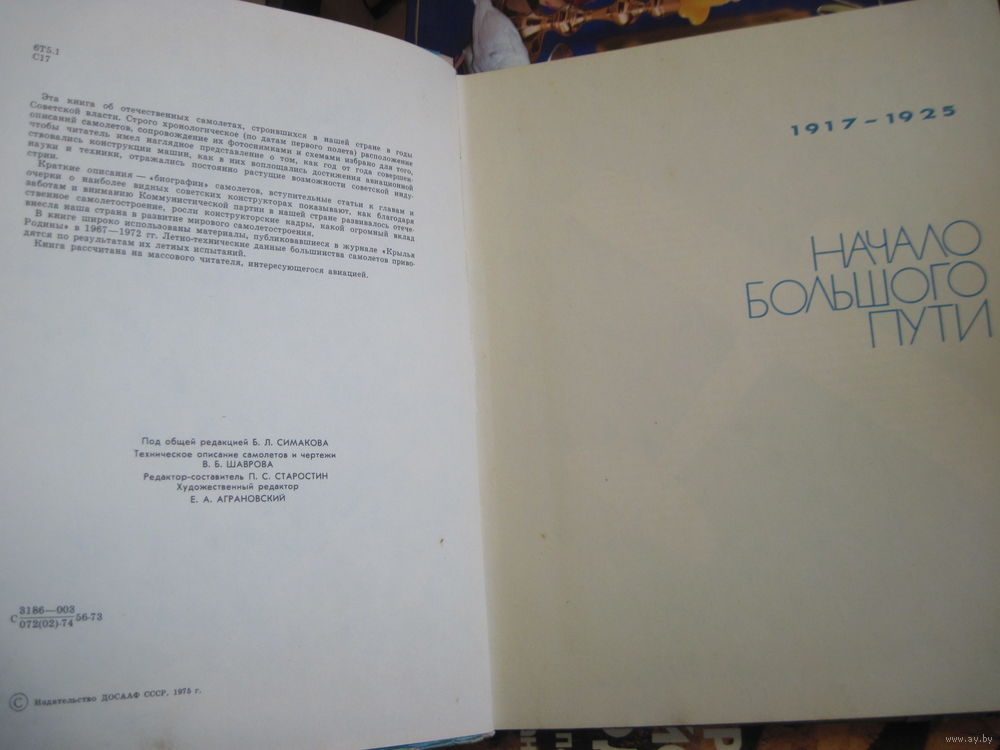 6Т5.1
С17
Эта книга об отечественных самолетах, строившихся в нашей стране в годы
Советской власти. Строго хронологическое (по датам первого полета) расположение
описаний самолетов, сопровождение их фотоснимками и схемами избрано для того,
чтобы читатель имел наглядное представление о том, как год от года совершен-
ствовались конструкции машин, как в них воплощались достижения авиационной
науки и техники, отражались постоянно растущие возможности советской инду-
стрии.
Краткие описания — «биографии» самолетов, вступительные статьи к главам и
очерки о наиболее видных советских конструкторах показывают, как благодаря
заботам и вниманию Коммунистической партии в нашей стране развивалось отече-
ственное самолетостроение, росли конструкторские кадры, какой огромный вклад
внесла наша страна в развитие мирового самолетостроения.
В книге широко использованы материалы, публиковавшиеся в журнале «Крылья
Родины» в 1967—1972 гг. Летно-технические данные большинства самолетов приво-
дятся по результатам их летных испытаний.
Книга рассчитана на массового читателя, интересующегося авиацией.
Под общей редакцией Б. Л. СИМАКОВА
Техническое описание самолетов и чертежи
В. Б. ШАВРОВА
Редактор-составитель П. С. СТАРОСТИН
Художественный редактор
Е. А. АГРАНОВСКИЙ
С 3186—003
072(02)-74 56-73
© Издательство ДОСААФ СССР, 1975 г.
1917–1925
НАЧАЛО
БОЛЬШОГО
ПУТИ
www.ay.by